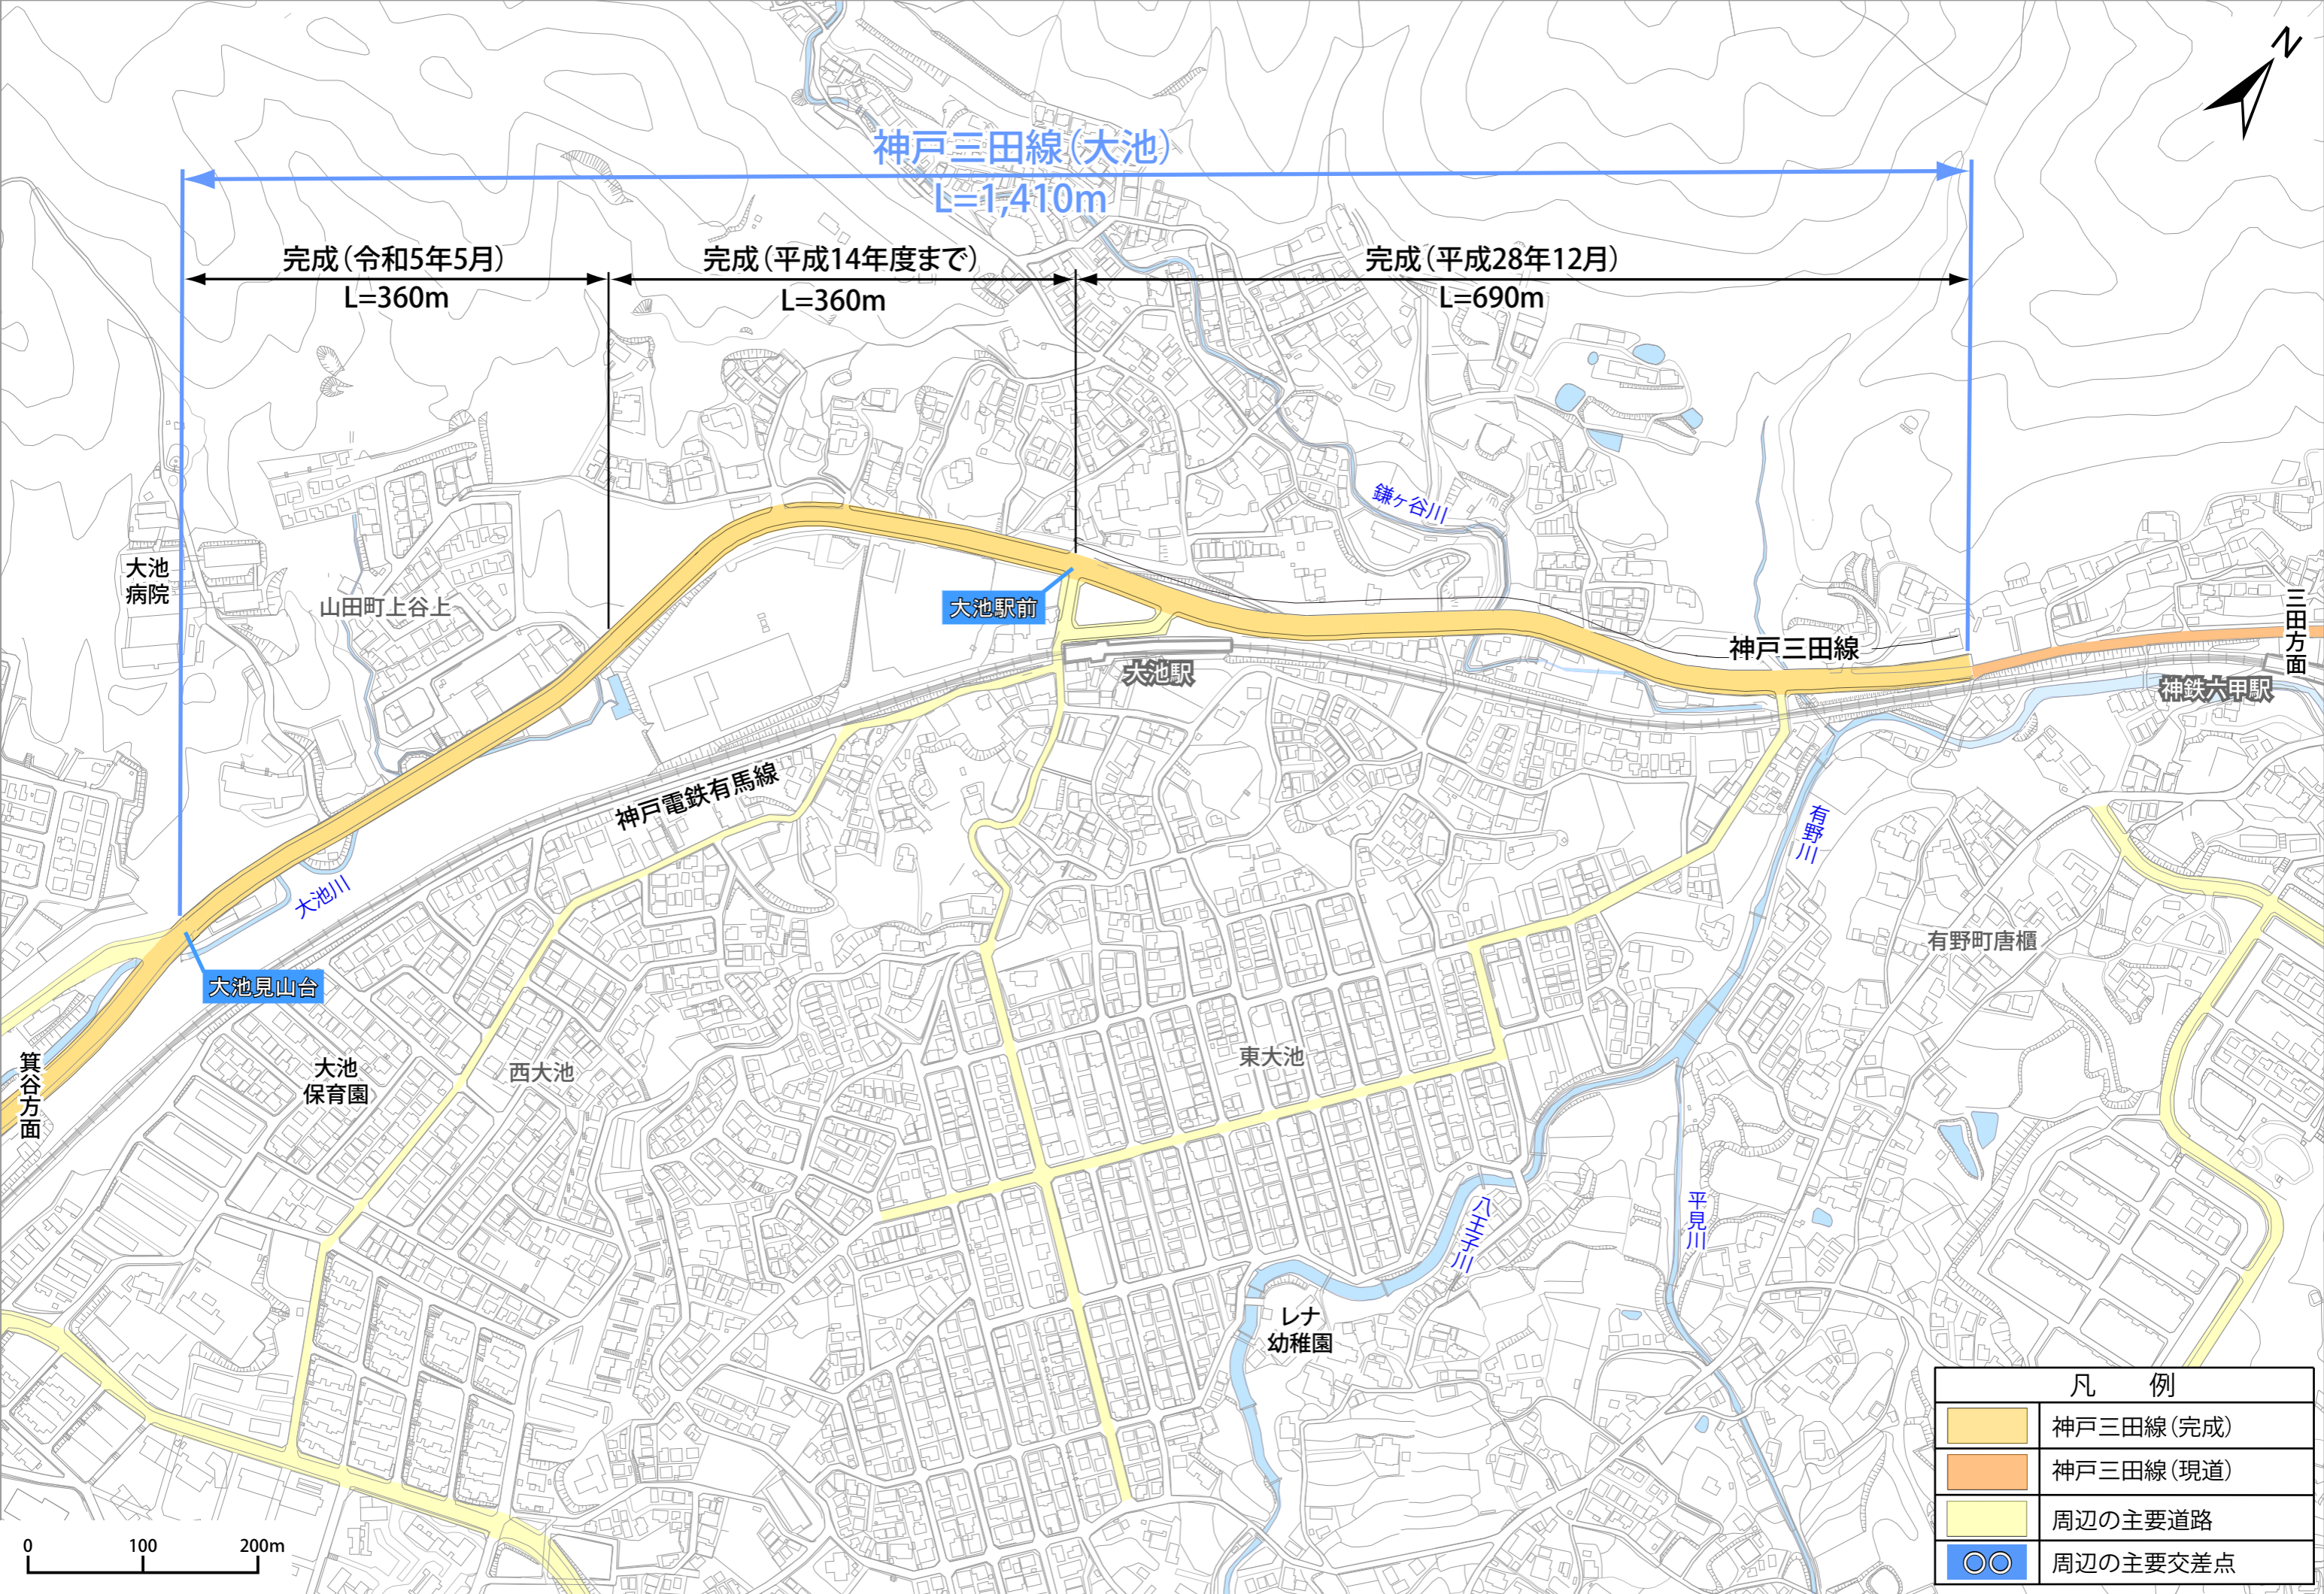 N
神戸三田線(大池)
L=1,410m
完成(令和5年5月)
L=360m
完成(平成14年度まで)
L=360m
完成(平成28年12月)
L=690m
鎌ヶ谷川
大池
病院
山田町上谷上
大池駅前
大池駅
神戸三田線
三田方面
神鉄六甲駅
神戸電鉄有馬線
有野川
大池川
有野町唐櫃
大池見山台
箕谷方面
大池
保育園
西大池
東大池
八王子川
平見川
レナ
幼稚園
凡 例
神戸三田線(完成)
神戸三田線(現道)
周辺の主要道路
○○ 周辺の主要交差点
0 100 200m